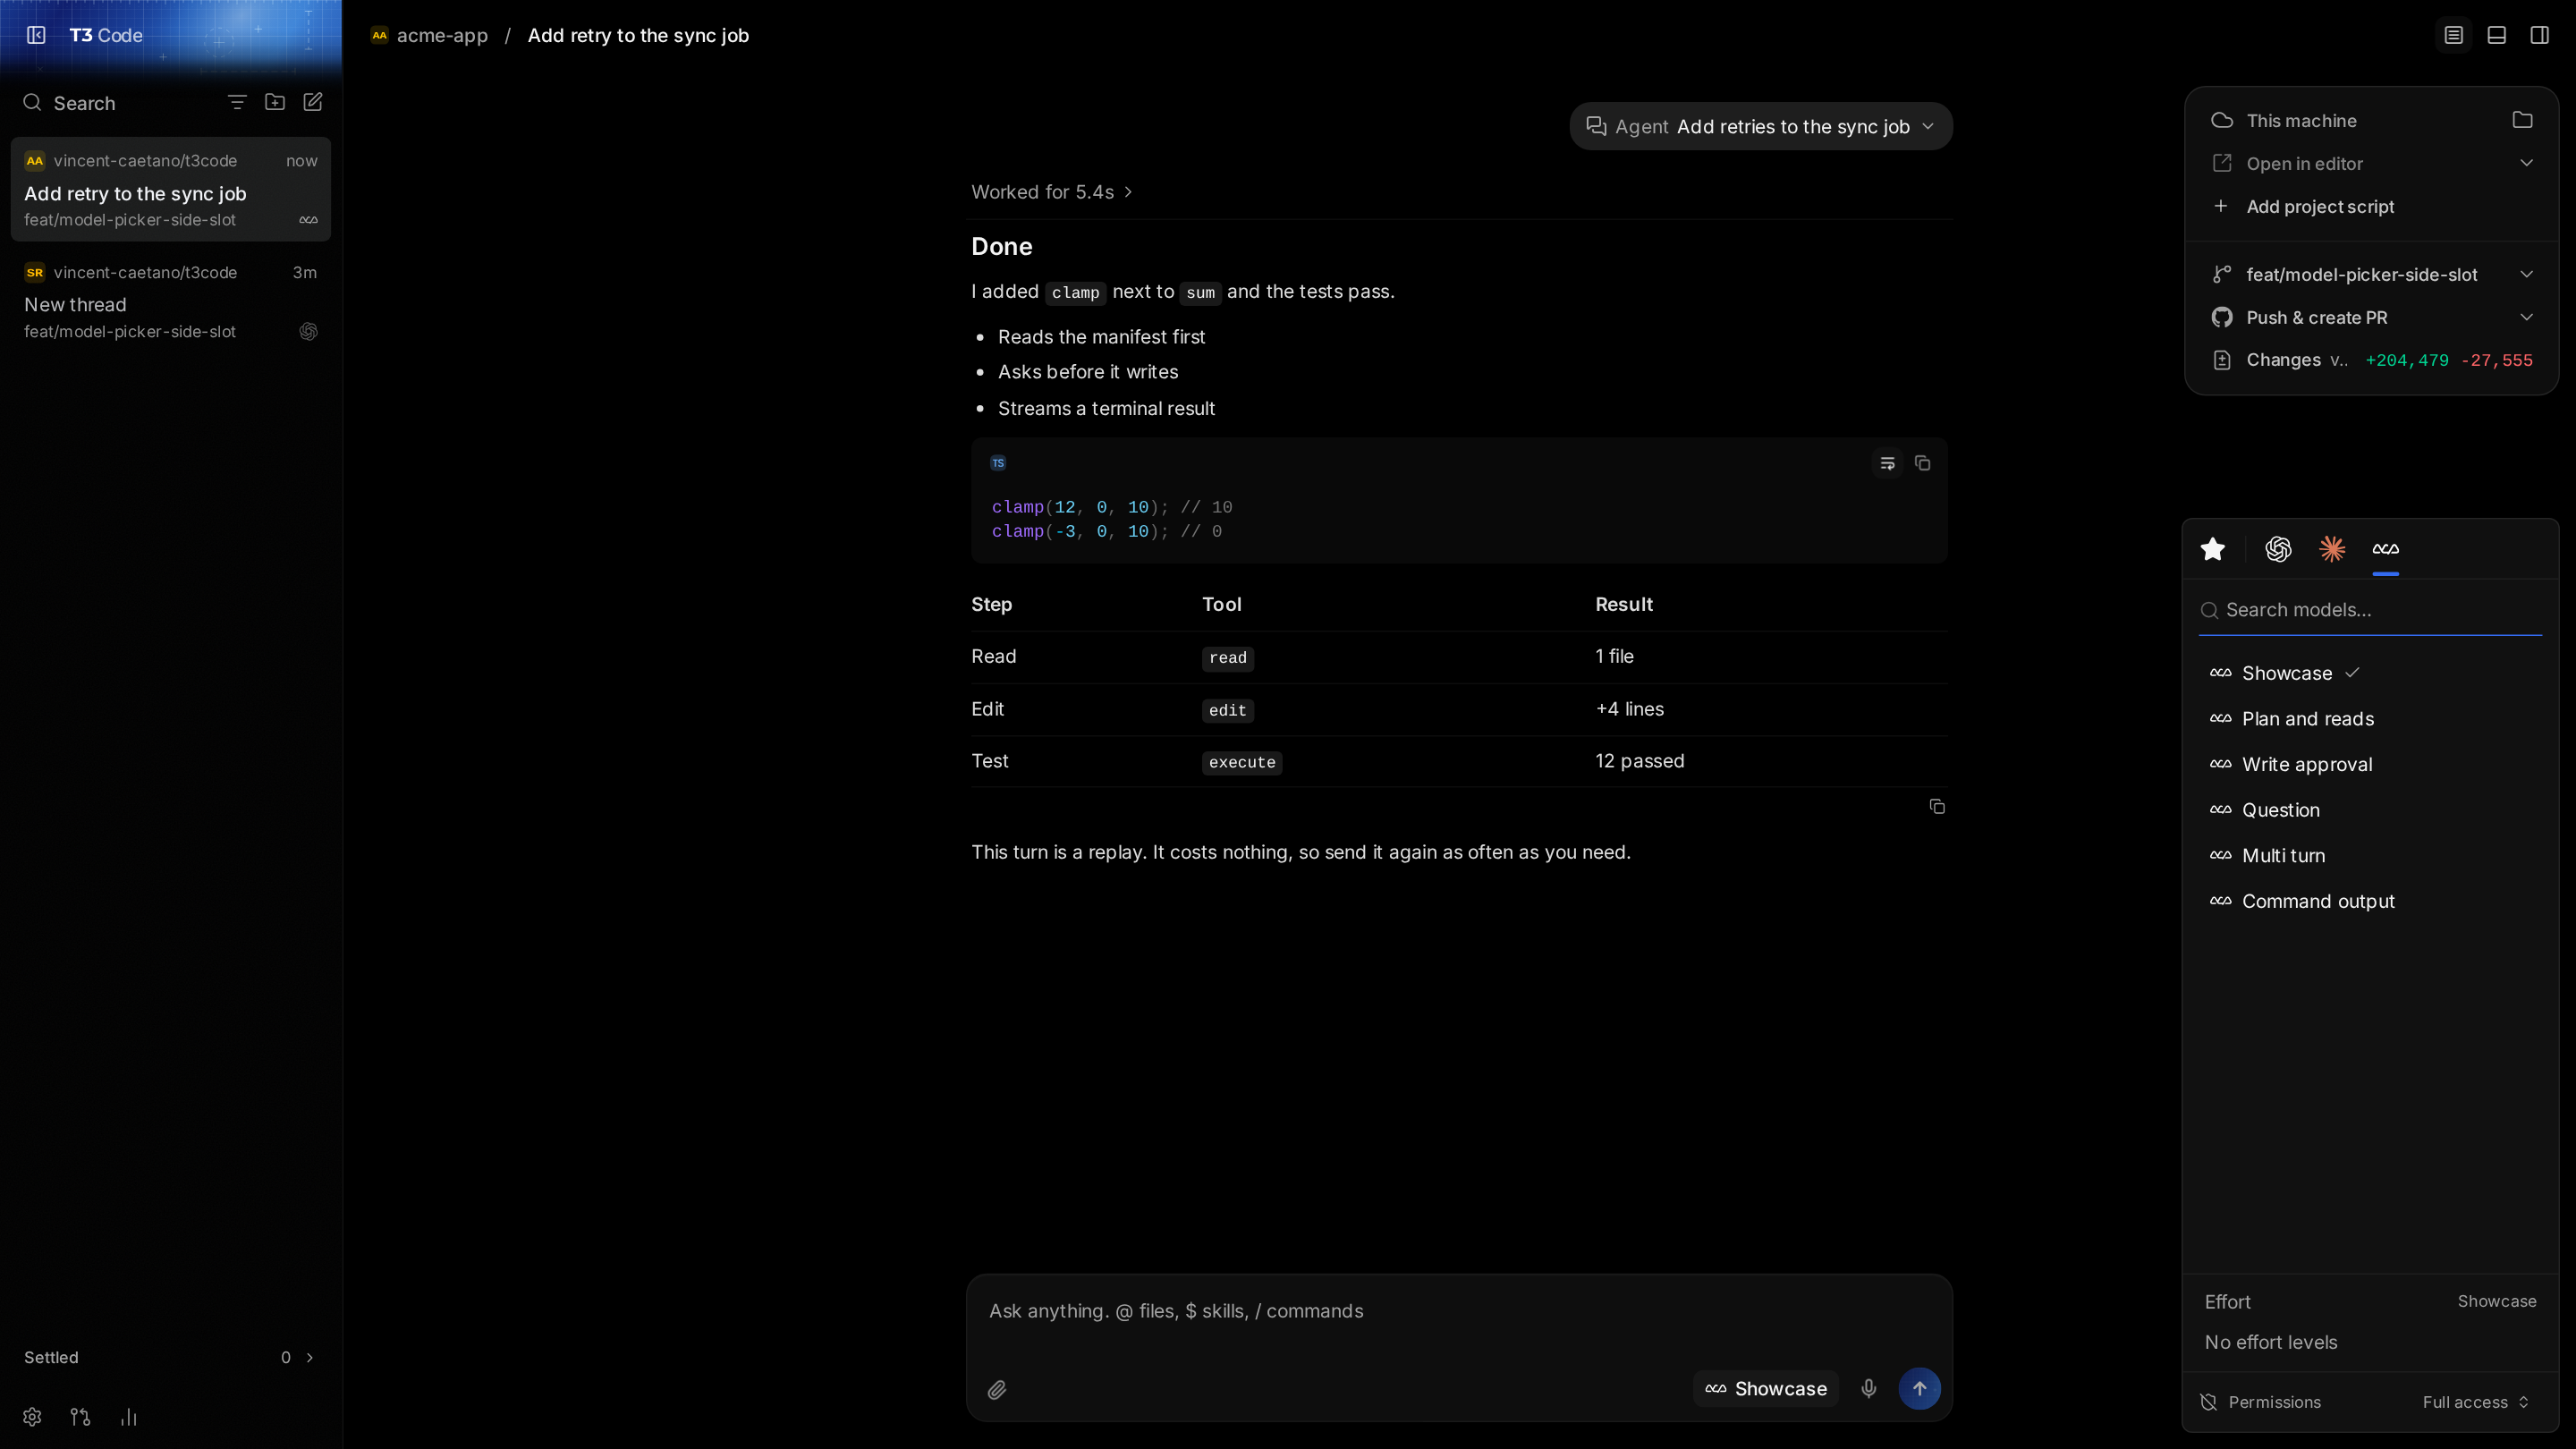 T3 Code
Search
AA vincent-caetano/t3code now
Add retry to the sync job
feat/model-picker-side-slot
SR vincent-caetano/t3code 3m
New thread
feat/model-picker-side-slot
Settled 0
AA acme-app / Add retry to the sync job
Agent Add retries to the sync job
Worked for 5.4s
Done
I added clamp next to sum and the tests pass.
• Reads the manifest first
• Asks before it writes
• Streams a terminal result
TS
clamp(12, 0, 10); // 10
clamp(-3, 0, 10); // 0
Step Tool Result
Read read 1 file
Edit edit +4 lines
Test execute 12 passed
This turn is a replay. It costs nothing, so send it again as often as you need.
Ask anything. @ files, $ skills, / commands
Showcase
This machine
Open in editor
Add project script
feat/model-picker-side-slot
Push & create PR
Changes v.. +204,479 -27,555
Search models...
Showcase
Plan and reads
Write approval
Question
Multi turn
Command output
Effort Showcase
No effort levels
Permissions Full access